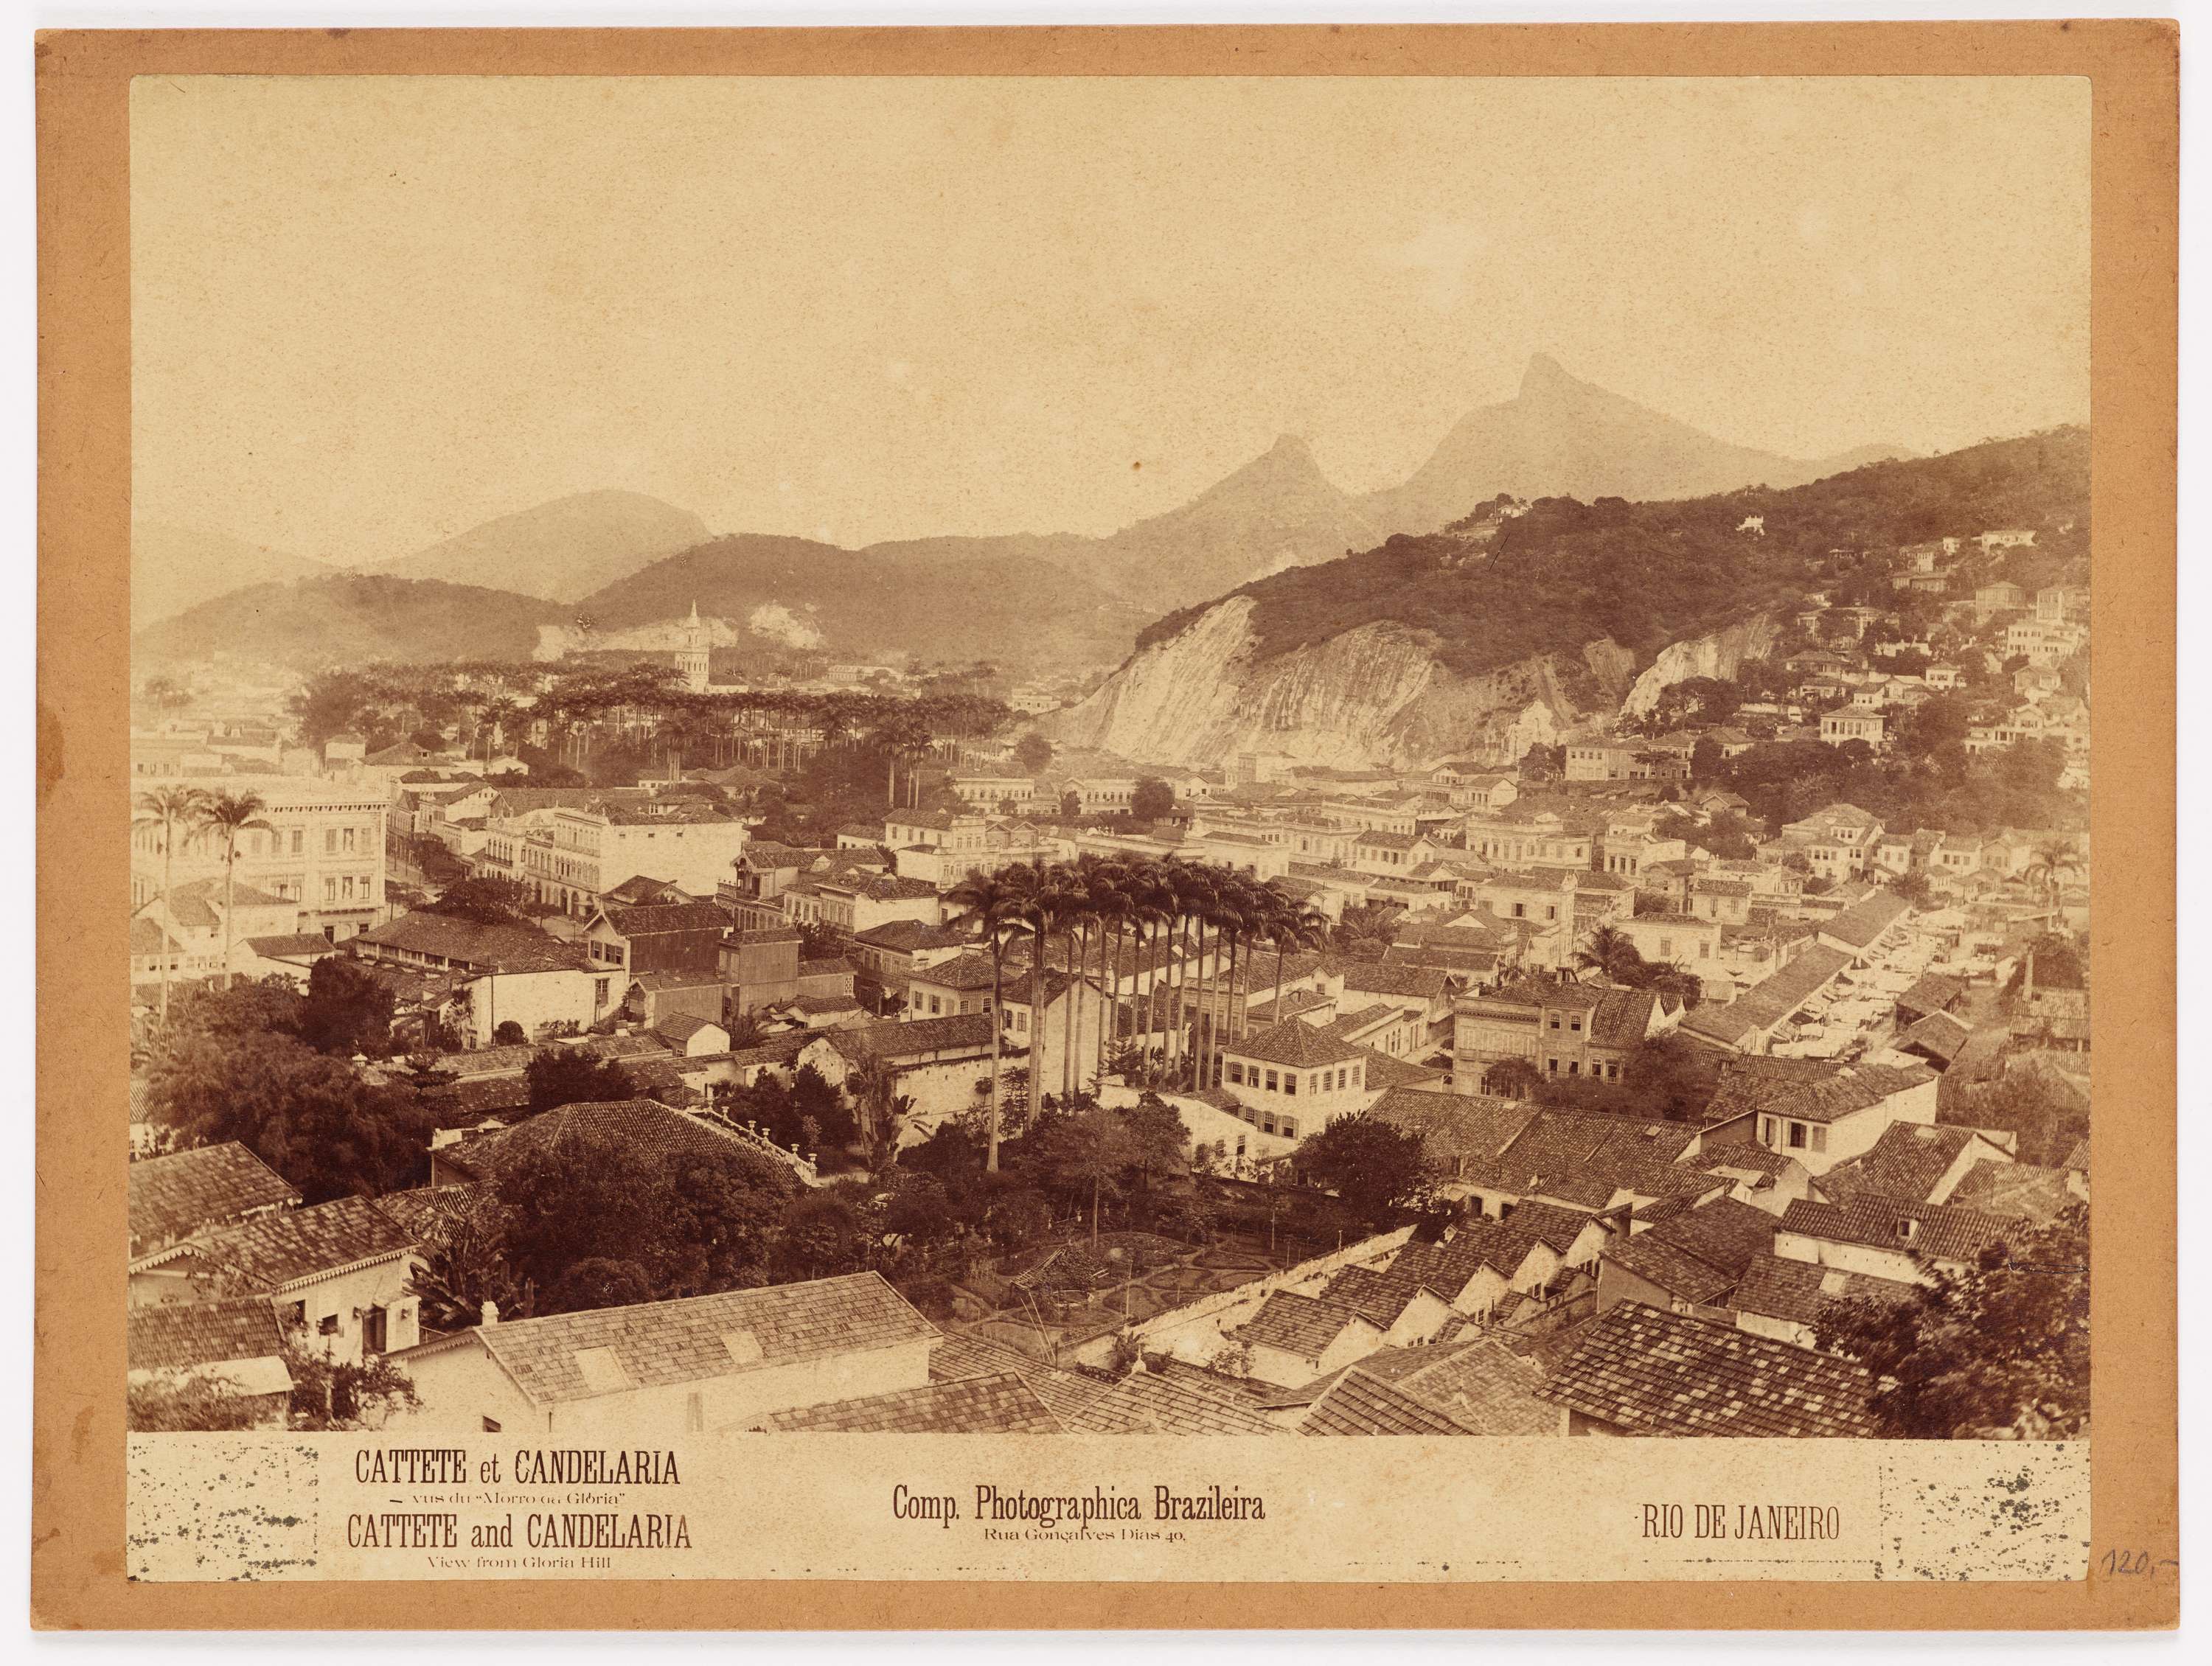 CATTETE et CANDELARIA
vus du "Morro da Gloria"
CATTETE and CANDELARIA
View from Gloria Hill
Comp. Photographica Brazileira
Rua Gonçalves Dias 40.
RIO DE JANEIRO
120,-